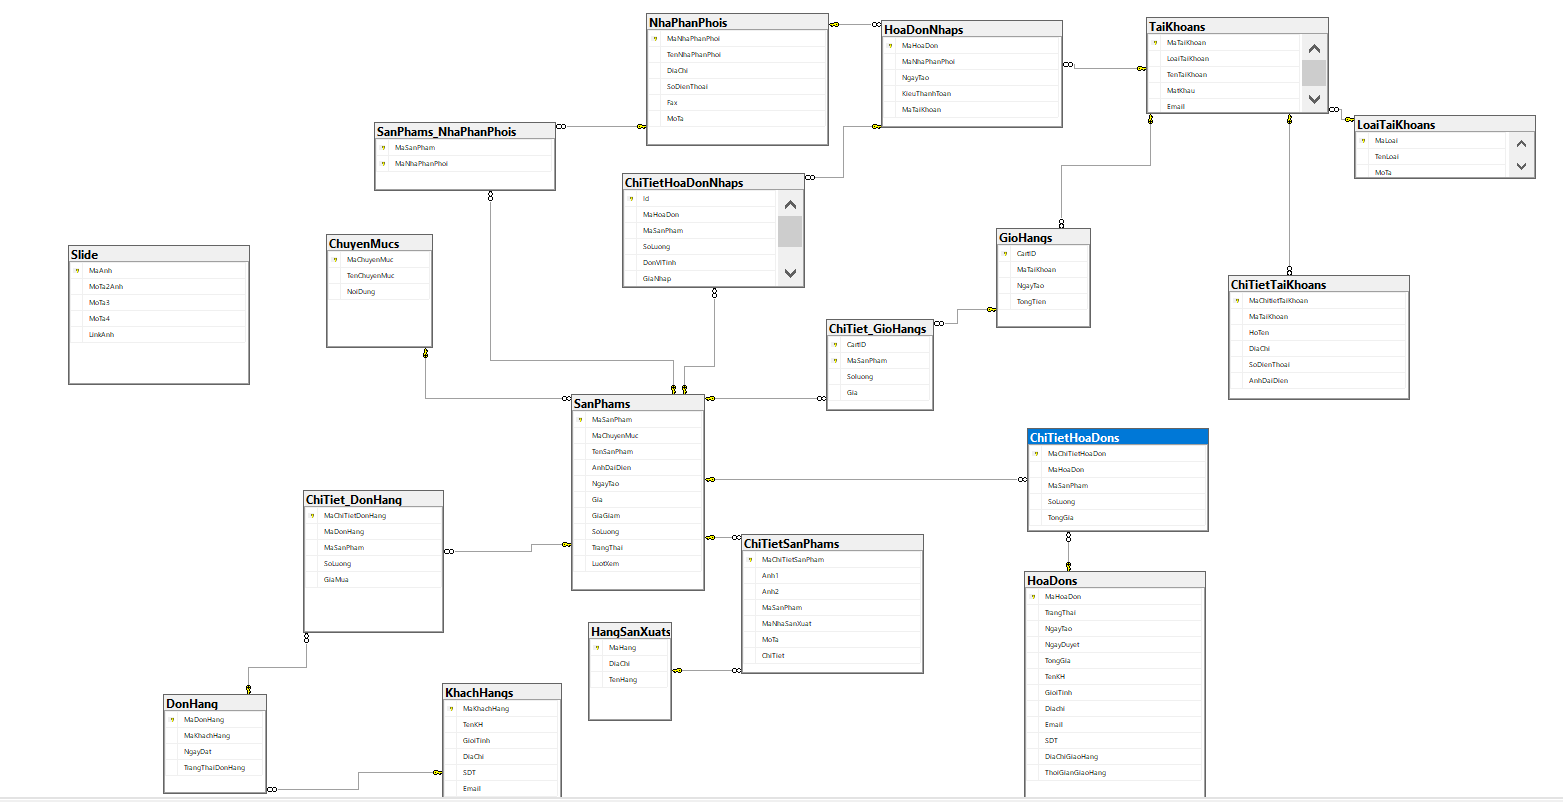 NhaPhanPhois
MaNhaPhanPhoi
TenNhaPhanPhoi
DiaChi
SoDienThoai
Fax
MoTa
HoaDonNhaps
MaHoaDon
MaNhaPhanPhoi
NgayTao
KieuThanhToan
MaTaiKhoan
TaiKhoans
MaTaiKhoan
LoaiTaiKhoan
TenTaiKhoan
MatKhau
Email
LoaiTaiKhoans
MaLoai
TenLoai
MoTa
SanPhams_NhaPhanPhois
MaSanPham
MaNhaPhanPhoi
ChiTietHoaDonNhaps
Id
MaHoaDon
MaSanPham
SoLuong
DonViTinh
GiaNhap
Slide
MaAnh
MoTa2Anh
MoTa3
MoTa4
LinkAnh
ChuyenMucs
MaChuyenMuc
TenChuyenMuc
NoiDung
GioHangs
CartID
MaTaiKhoan
NgayTao
TongTien
ChiTietTaiKhoans
MaChitietTaiKhoan
MaTaiKhoan
HoTen
DiaChi
SoDienThoai
AnhDaiDien
ChiTiet_GioHangs
CartID
MaSanPham
Soluong
Gia
SanPhams
MaSanPham
MaChuyenMuc
TenSanPham
AnhDaiDien
NgayTao
Gia
GiaGiam
SoLuong
TrangThai
LuotXem
ChiTietHoaDons
MaChiTietHoaDon
MaHoaDon
MaSanPham
SoLuong
TongGia
ChiTiet_DonHang
MaChiTietDonHang
MaDonHang
MaSanPham
SoLuong
GiaMua
ChiTietSanPhams
MaChiTietSanPham
Anh1
Anh2
MaSanPham
MaNhaSanXuat
MoTa
ChiTiet
HangSanXuats
MaHang
DiaChi
TenHang
HoaDons
MaHoaDon
TrangThai
NgayTao
NgayDuyet
TongGia
TenKH
GioiTinh
Diachi
Email
SDT
DiaChiGiaoHang
ThoiGianGiaoHang
DonHang
MaDonHang
MaKhachHang
NgayDat
TrangThaiDonHang
KhachHangs
MaKhachHang
TenKH
GioiTinh
DiaChi
SDT
Email